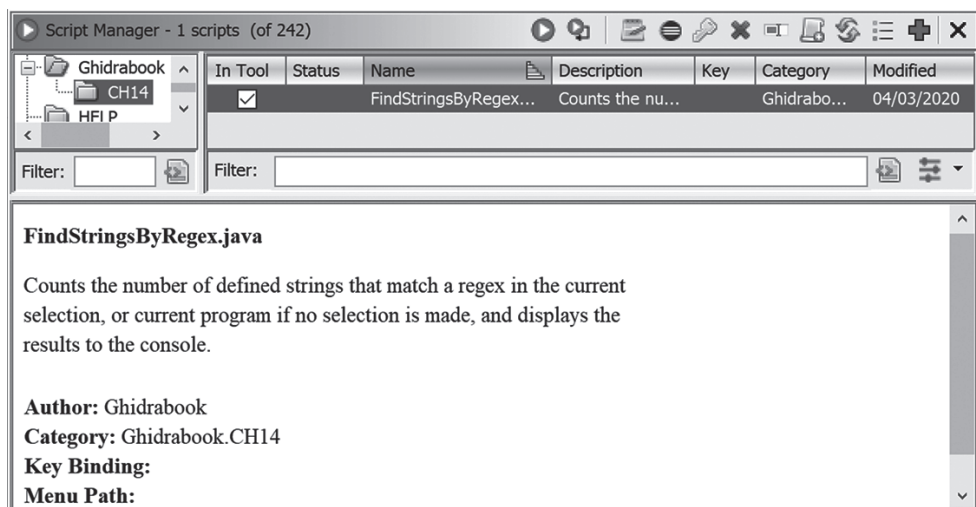 Script Manager - 1 scripts (of 242)
Ghidrabook
CH14
HELP
In Tool Status Name Description Key Category Modified
FindStringsByRegex... Counts the nu... Ghidrabo... 04/03/2020
Filter:
Filter:
FindStringsByRegex.java
Counts the number of defined strings that match a regex in the current
selection, or current program if no selection is made, and displays the
results to the console.
Author: Ghidrabook
Category: Ghidrabook.CH14
Key Binding:
Menu Path: